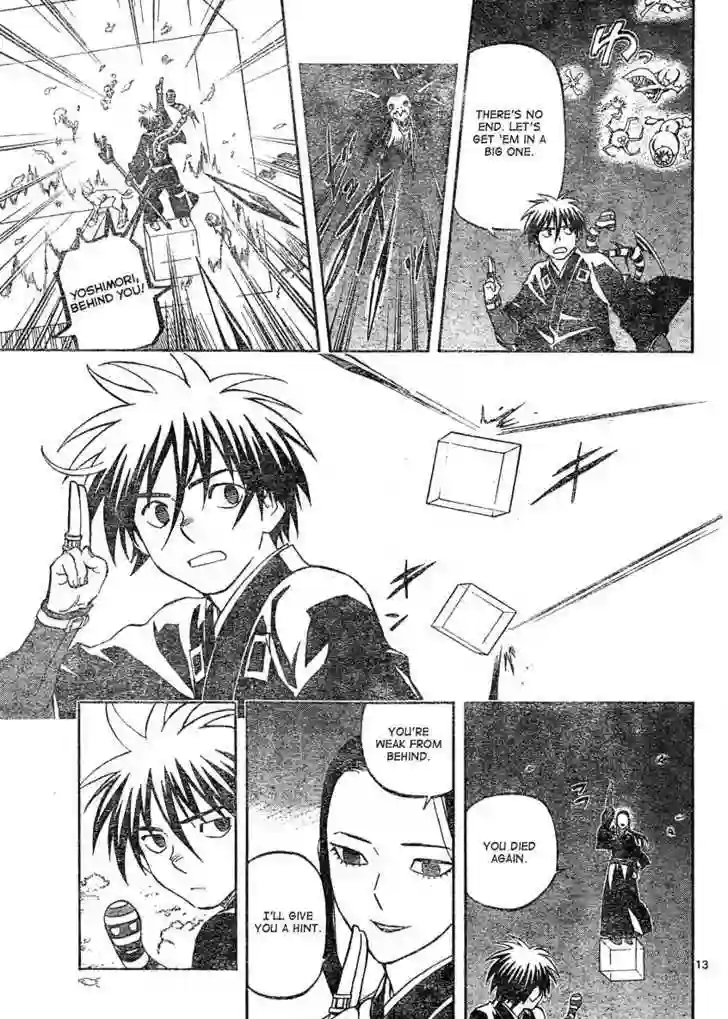 THERE'S NO
END. LET'S
GET 'EM IN A
BIG ONE.
YOSHIMORI,
BEHIND YOU!
YOU DIED
AGAIN.
YOU'RE
WEAK FROM
BEHIND.
I'LL GIVE
YOU A HINT.
13